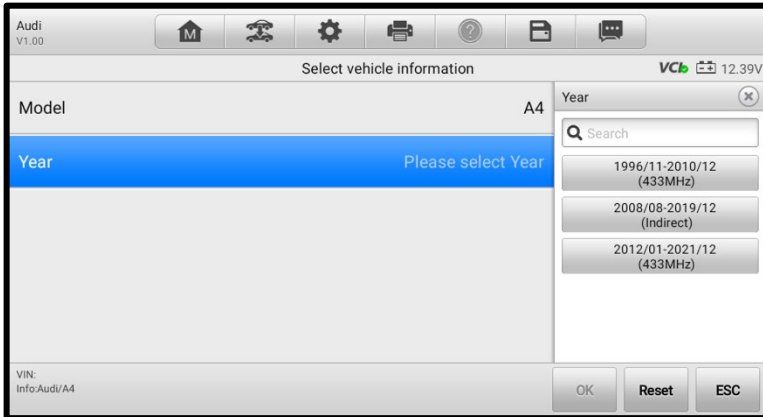 Audi
V1.00
M
Select vehicle information
VCI 12.39V
Model A4
Year Please select Year
Year
Search
1996/11-2010/12
(433MHz)
2008/08-2019/12
(Indirect)
2012/01-2021/12
(433MHz)
VIN:
Info:Audi/A4
OK Reset ESC